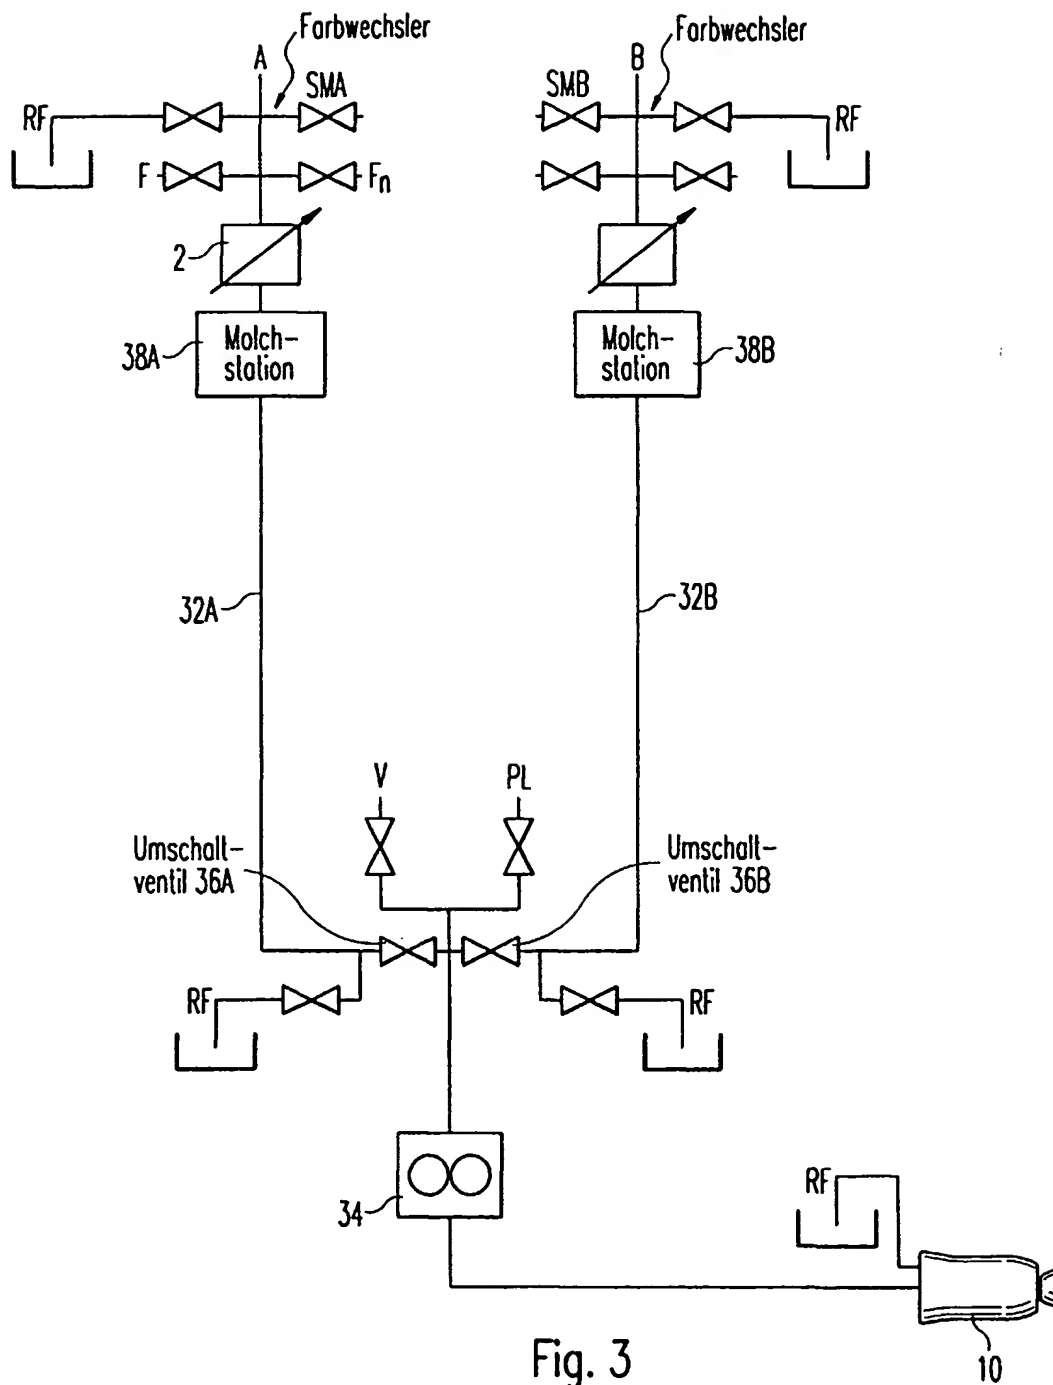 Farbwechsler
Farbwechsler
A
B
SMA
SMB
RF
RF
F
Fn
2
Molch-
station
38A
Molch-
station
38B
32A
32B
V
PL
Umschalt-
ventil 36A
Umschalt-
ventil 36B
RF
RF
34
RF
10
Fig. 3